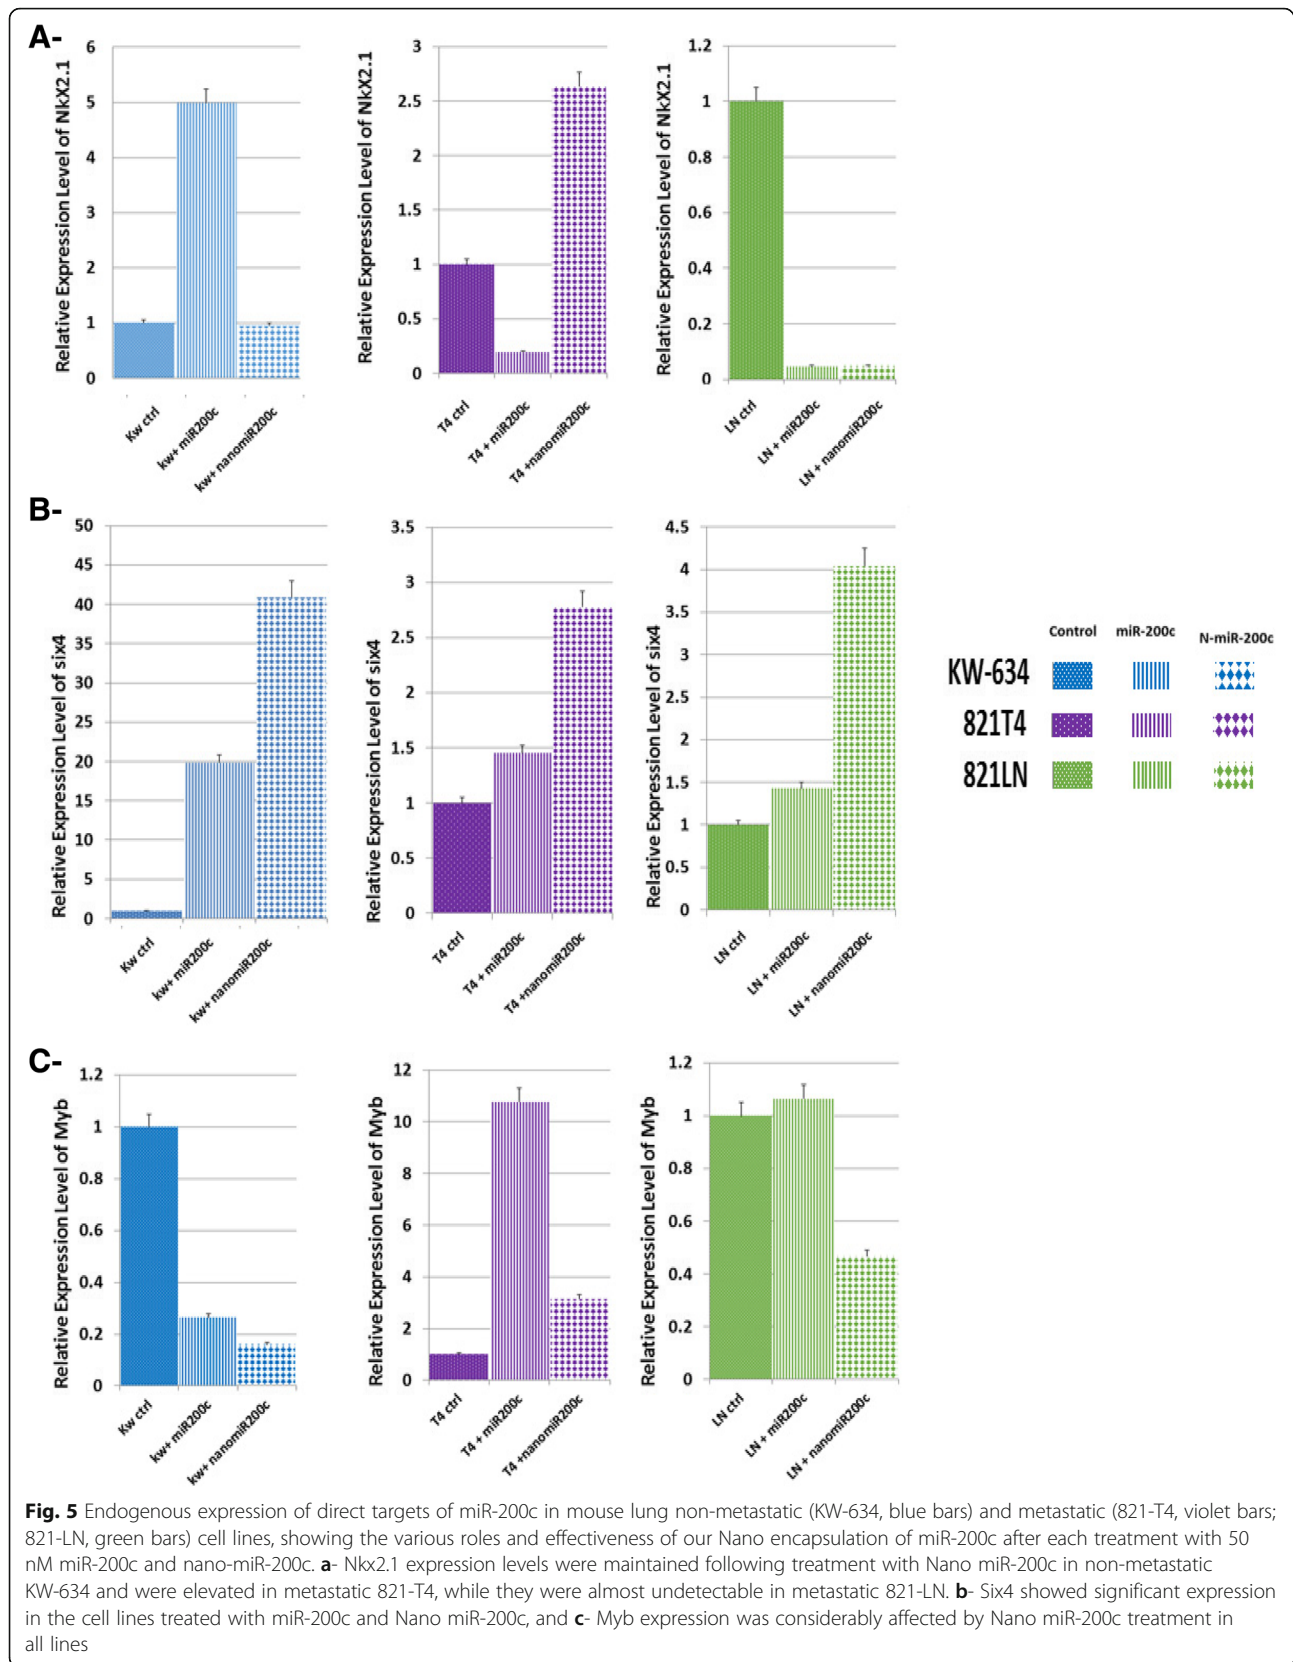 A-
Relative Expression Level of NkX2.1
6
5
4
3
2
1
0
Kw ctrl
kw+ miR200c
kw+ nanomiR200c
Relative Expression Level of NkX2.1
3
2.5
2
1.5
1
0.5
0
T4 ctrl
T4 + miR200c
T4 +nanomiR200c
Relative Expression Level of NkX2.1
1.2
1
0.8
0.6
0.4
0.2
0
LN ctrl
LN + miR200c
LN + nanomiR200c
B-
Relative Expression Level of six4
50
45
40
35
30
25
20
15
10
5
0
Kw ctrl
kw+ miR200c
kw+ nanomiR200c
Relative Expression Level of six4
3.5
3
2.5
2
1.5
1
0.5
0
T4 ctrl
T4 + miR200c
T4 +nanomiR200c
Relative Expression Level of six4
4.5
4
3.5
3
2.5
2
1.5
1
0.5
0
LN ctrl
LN + miR200c
LN + nanomiR200c
Control miR-200c N-miR-200c
KW-634
821T4
821LN
C-
Relative Expression Level of Myb
1.2
1
0.8
0.6
0.4
0.2
0
Kw ctrl
kw+ miR200c
kw+ nanomiR200c
Relative Expression Level of Myb
12
10
8
6
4
2
0
T4 ctrl
T4 + miR200c
T4 +nanomiR200c
Relative Expression Level of Myb
1.2
1
0.8
0.6
0.4
0.2
0
LN ctrl
LN + miR200c
LN + nanomiR200c
Fig. 5 Endogenous expression of direct targets of miR-200c in mouse lung non-metastatic (KW-634, blue bars) and metastatic (821-T4, violet bars;
821-LN, green bars) cell lines, showing the various roles and effectiveness of our Nano encapsulation of miR-200c after each treatment with 50
nM miR-200c and nano-miR-200c. a- Nkx2.1 expression levels were maintained following treatment with Nano miR-200c in non-metastatic
KW-634 and were elevated in metastatic 821-T4, while they were almost undetectable in metastatic 821-LN. b- Six4 showed significant expression
in the cell lines treated with miR-200c and Nano miR-200c, and c- Myb expression was considerably affected by Nano miR-200c treatment in
all lines